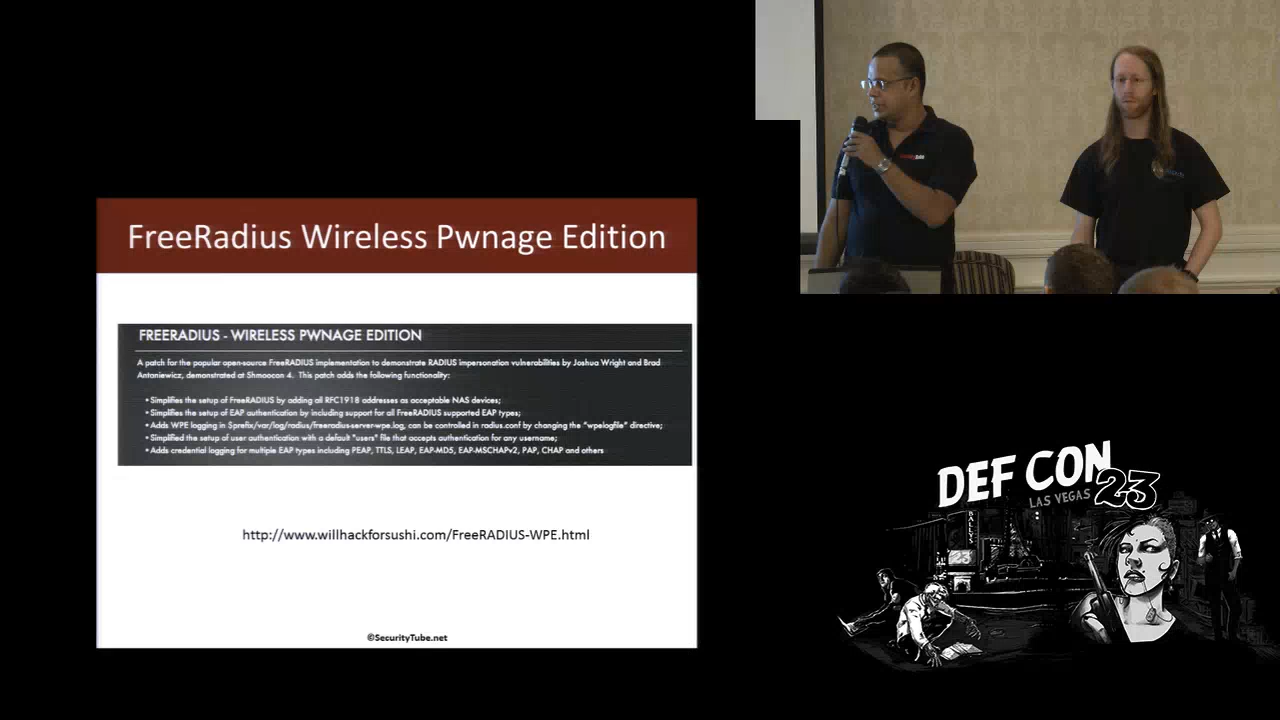 FreeRadius Wireless Pwnage Edition
FREERADIUS - WIRELESS PWNAGE EDITION
A patch for the popular open-source FreeRADIUS implementation to demonstrate RADIUS impersonation vulnerabilities by Joshua Wright and Brad
Antoniewicz, demonstrated at Shmoocon 4. This patch adds the following functionality:
• Simplifies the setup of FreeRADIUS by adding all RFC1918 addresses as acceptable NAS devices;
• Simplifies the setup of EAP authentication by including support for all FreeRADIUS supported EAP types;
• Adds WPE logging in $prefix/var/log/radius/freeradius-server-wpe.log, can be controlled in radius.conf by changing the "wpelogfile" directive;
• Simplified the setup of user authentication with a default "users" file that accepts authentication for any username;
• Adds credential logging for multiple EAP types including PEAP, TTLS, LEAP, EAP-MD5, EAP-MSCHAPv2, PAP, CHAP and others
http://www.willhackforsushi.com/FreeRADIUS-WPE.html
©SecurityTube.net
DEF CON
LAS VEGAS 23
BALLYS
23